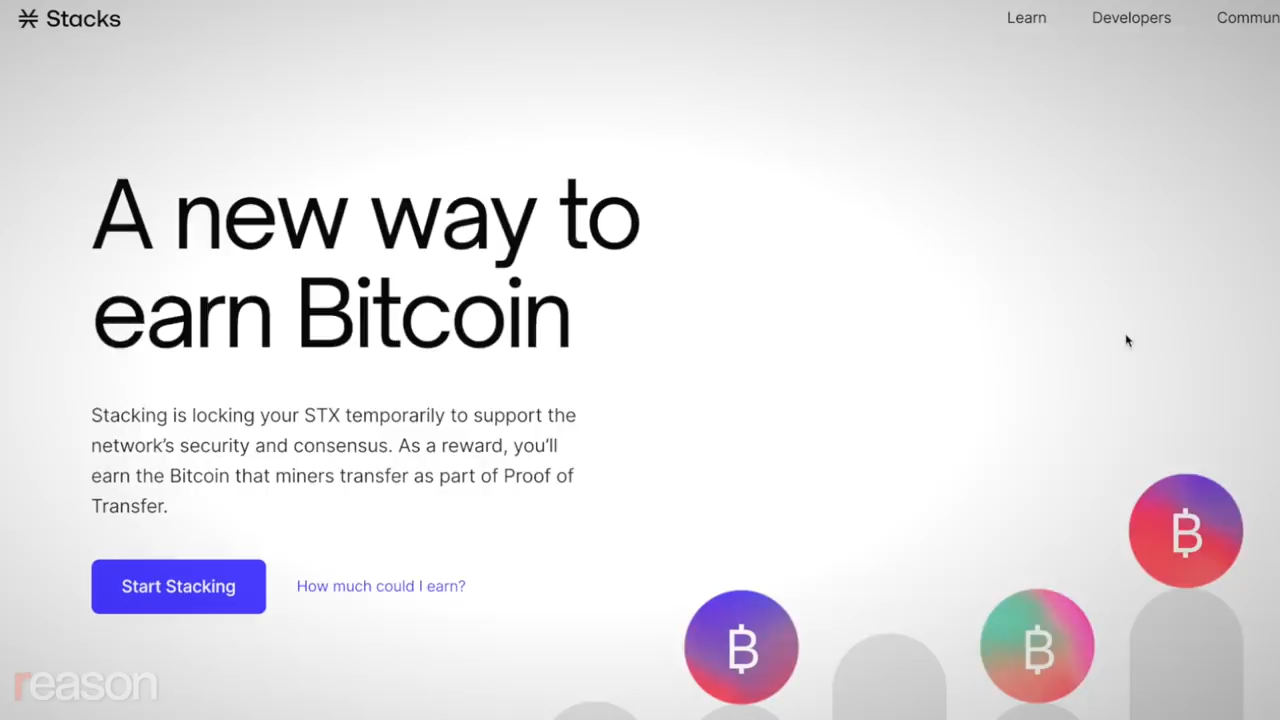 Stacks
Learn
Developers
Commun
A new way to
earn Bitcoin
Stacking is locking your STX temporarily to support the
network’s security and consensus. As a reward, you’ll
earn the Bitcoin that miners transfer as part of Proof of
Transfer.
Start Stacking
How much could I earn?
reason